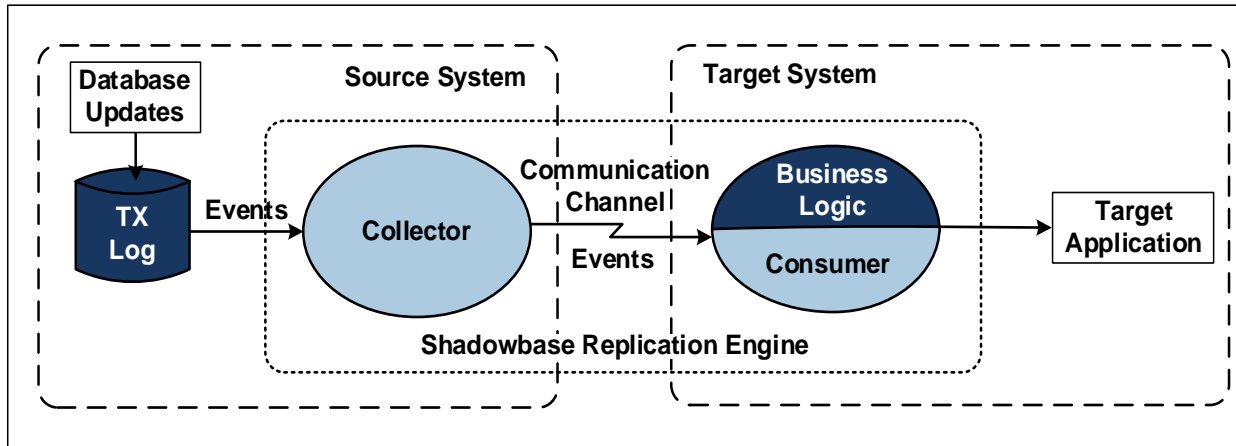 Database
Updates
Source System
Target System
TX
Log
Events
Collector
Communication
Channel
Events
Business
Logic
Consumer
Target
Application
Shadowbase Replication Engine